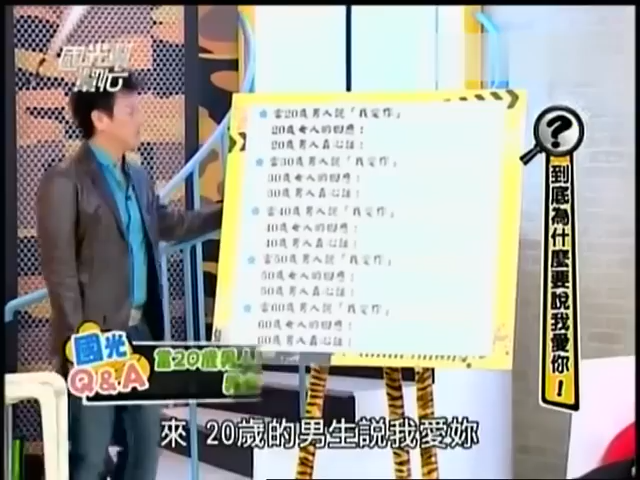 國光幫
幫忙
當20歲男人說「我愛你」
20歲女人的回應：
20歲男人真心話：
當30歲男人說「我愛你」
30歲女人的回應：
30歲男人真心話：
當40歲男人說「我愛你」
40歲女人的回應：
40歲男人真心話：
當50歲男人說「我愛你」
50歲女人的回應：
50歲男人真心話：
當60歲男人說「我愛你」
60歲女人的回應：
60歲男人真心話：
?
到底為什麼要說我愛你！
國光
Q&A
當20歲男人
來 20歲的男生說我愛妳